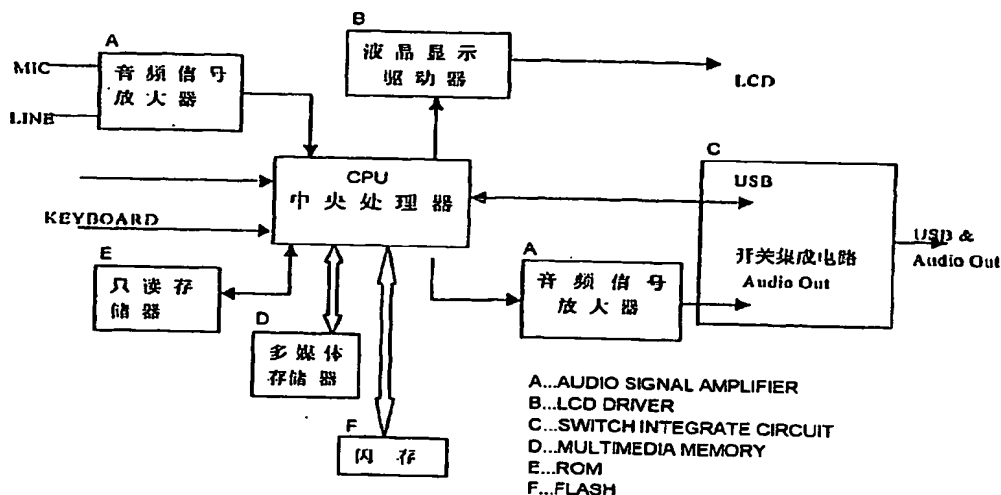 A
MIC
音频信号
放大器
LINE
B
液晶显示
驱动器
LCD
CPU
中央处理器
KEYBOARD
C
USB
开关集成电路
Audio Out
USB &
Audio Out
A
音频信号
放大器
E
只读存
储器
D
多媒体
存储器
F
闪存
A...AUDIO SIGNAL AMPLIFIER
B...LCD DRIVER
C...SWITCH INTEGRATE CIRCUIT
D...MULTIMEDIA MEMORY
E...ROM
F...FLASH